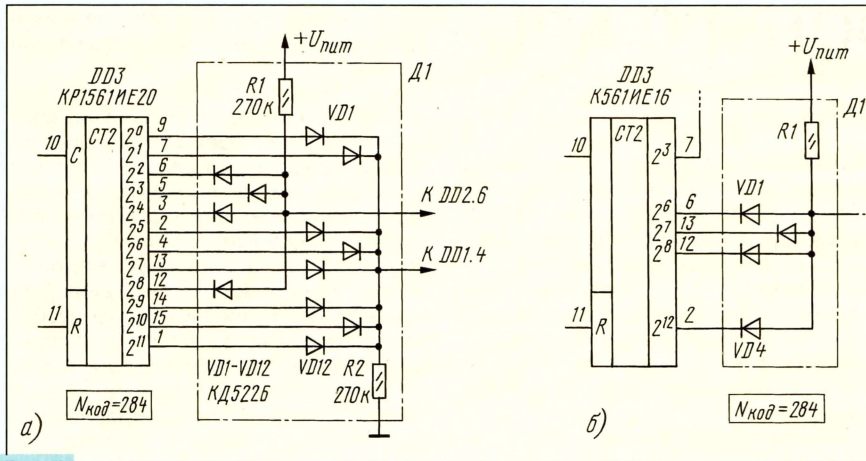 +Uпит
Д1
DD3
КР1561ИЕ20
R1
270к
VD1
10 C CT2 2⁰ 9
2¹ 7
2² 6
2³ 5
2⁴ 3
К DD2.6
2⁵ 2
2⁶ 4
2⁷ 13
К DD1.4
2⁸ 12
11 R 2⁹ 14
2¹⁰ 15
2¹¹ 1
VD1-VD12
КД522Б
VD12
R2
270к
Nкод=284
а)
+Uпит
Д1
DD3
К561ИЕ16
R1
10 CT2 2³ 7
VD1
2⁶ 6
2⁷ 13
2⁸ 12
11 R 2¹² 2
VD4
Nкод=284
б)